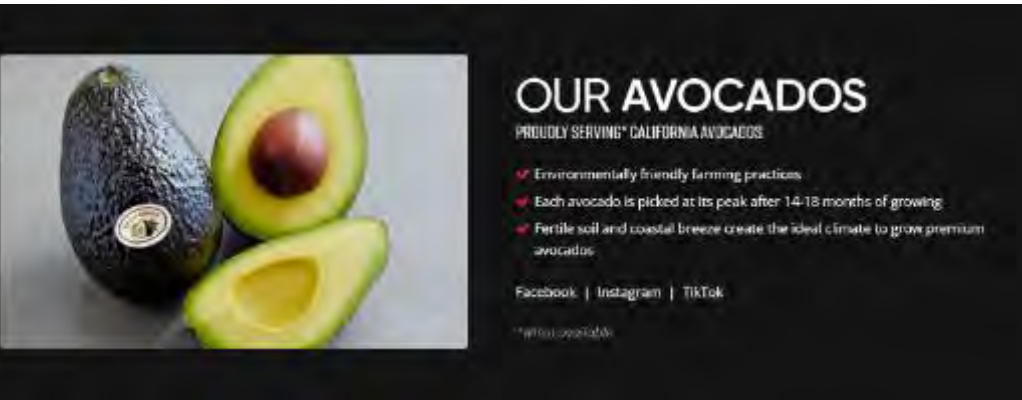 OUR AVOCADOS
PROUDLY SERVING* CALIFORNIA AVOCADOS
Environmentally friendly farming practices
Each avocado is picked at its peak after 14-18 months of growing
Fertile soil and coastal breeze create the ideal climate to grow premium
avocados
Facebook | Instagram | TikTok
*when available